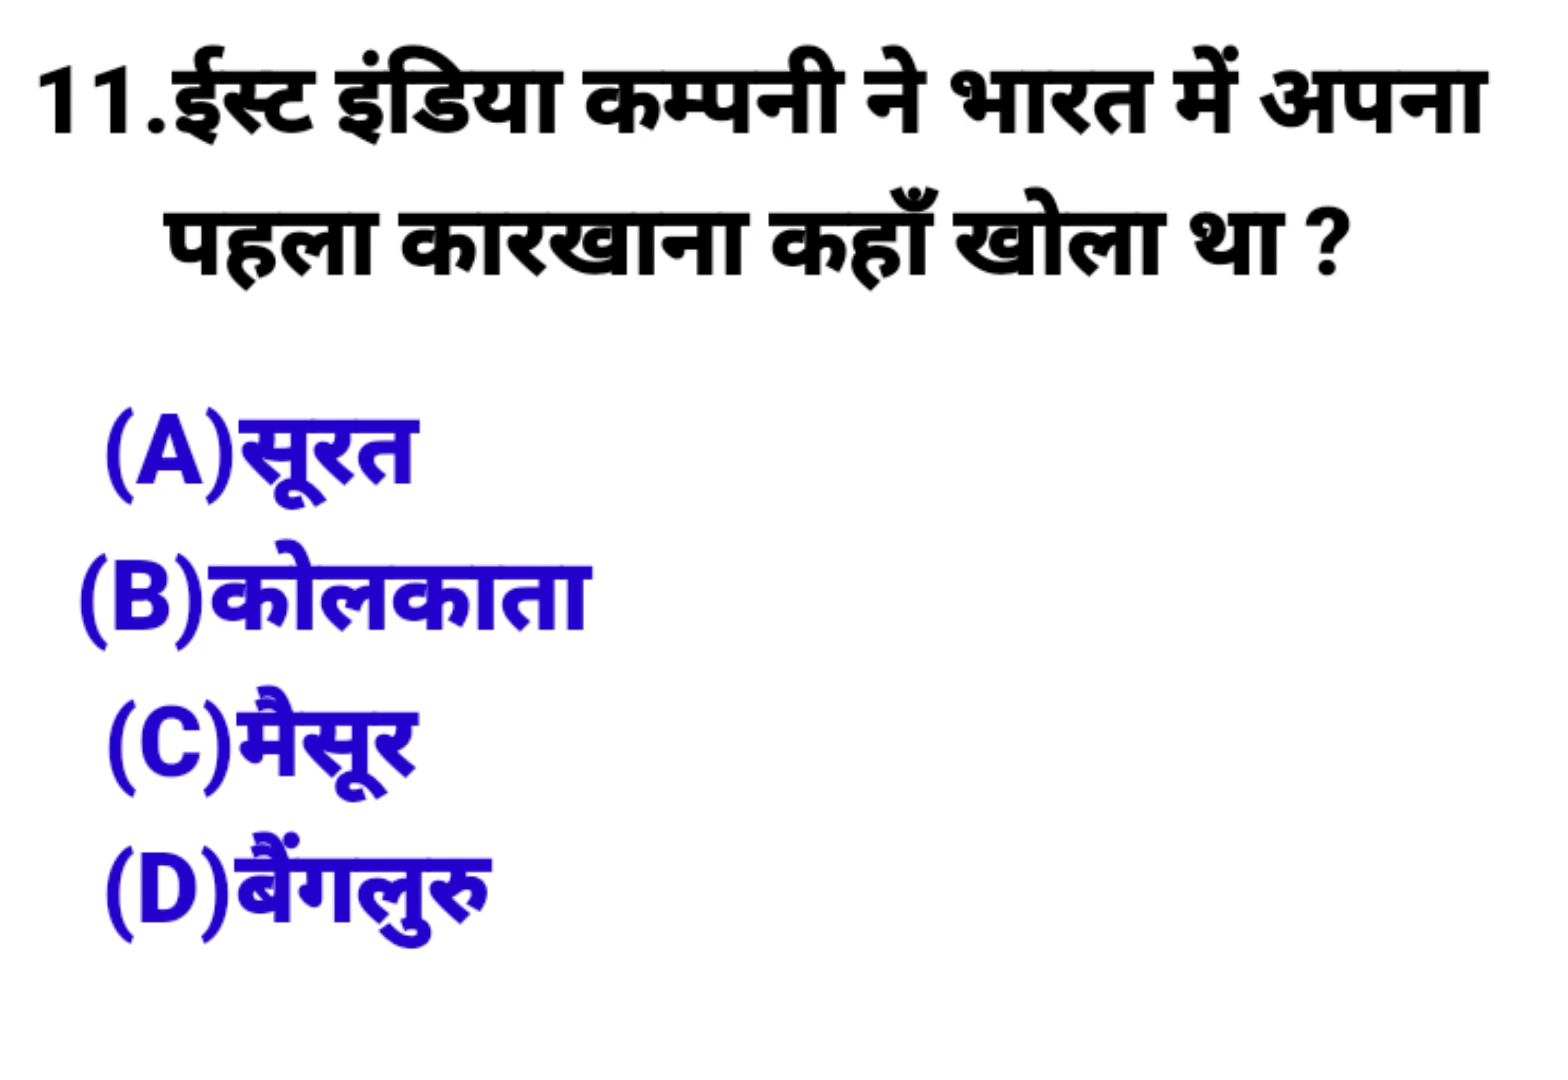 11.ईस्ट इंडिया कम्पनी ने भारत में अपना
पहला कारखाना कहाँ खोला था ?
(A)सूरत
(B)कोलकाता
(C)मैसूर
(D)बैंगलुरु